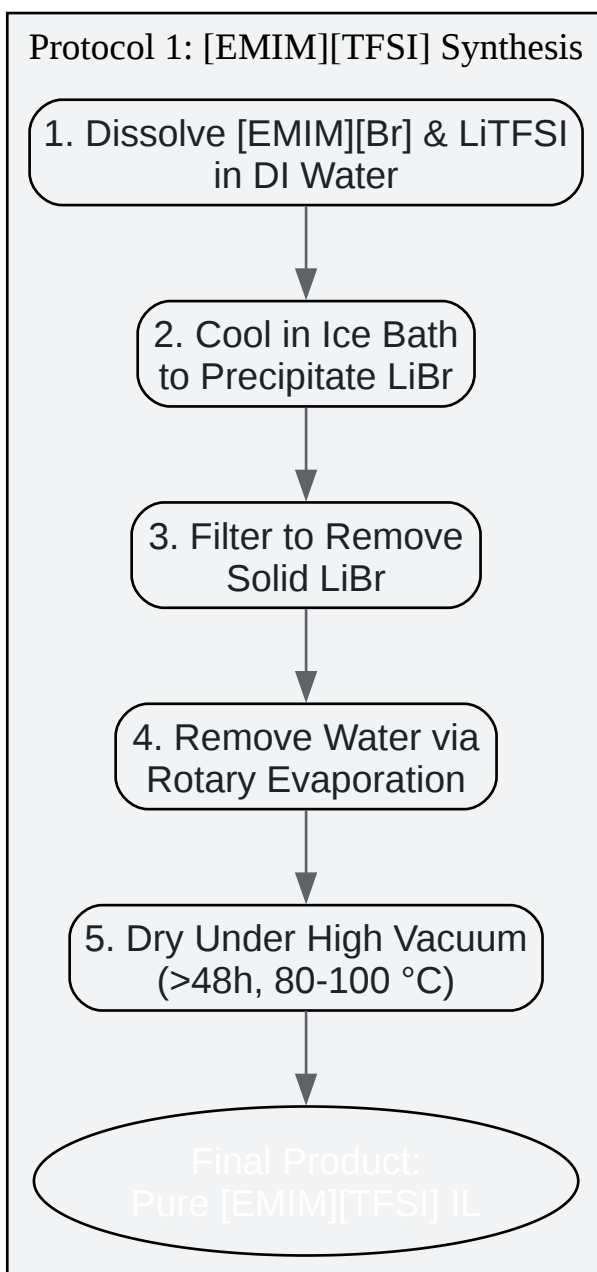 Protocol 1: [EMIM][TFSI] Synthesis
1. Dissolve [EMIM][Br] & LiTFSI
in DI Water
2. Cool in Ice Bath
to Precipitate LiBr
3. Filter to Remove
Solid LiBr
4. Remove Water via
Rotary Evaporation
5. Dry Under High Vacuum
(>48h, 80-100 °C)
Final Product:
Pure [EMIM][TFSI] IL